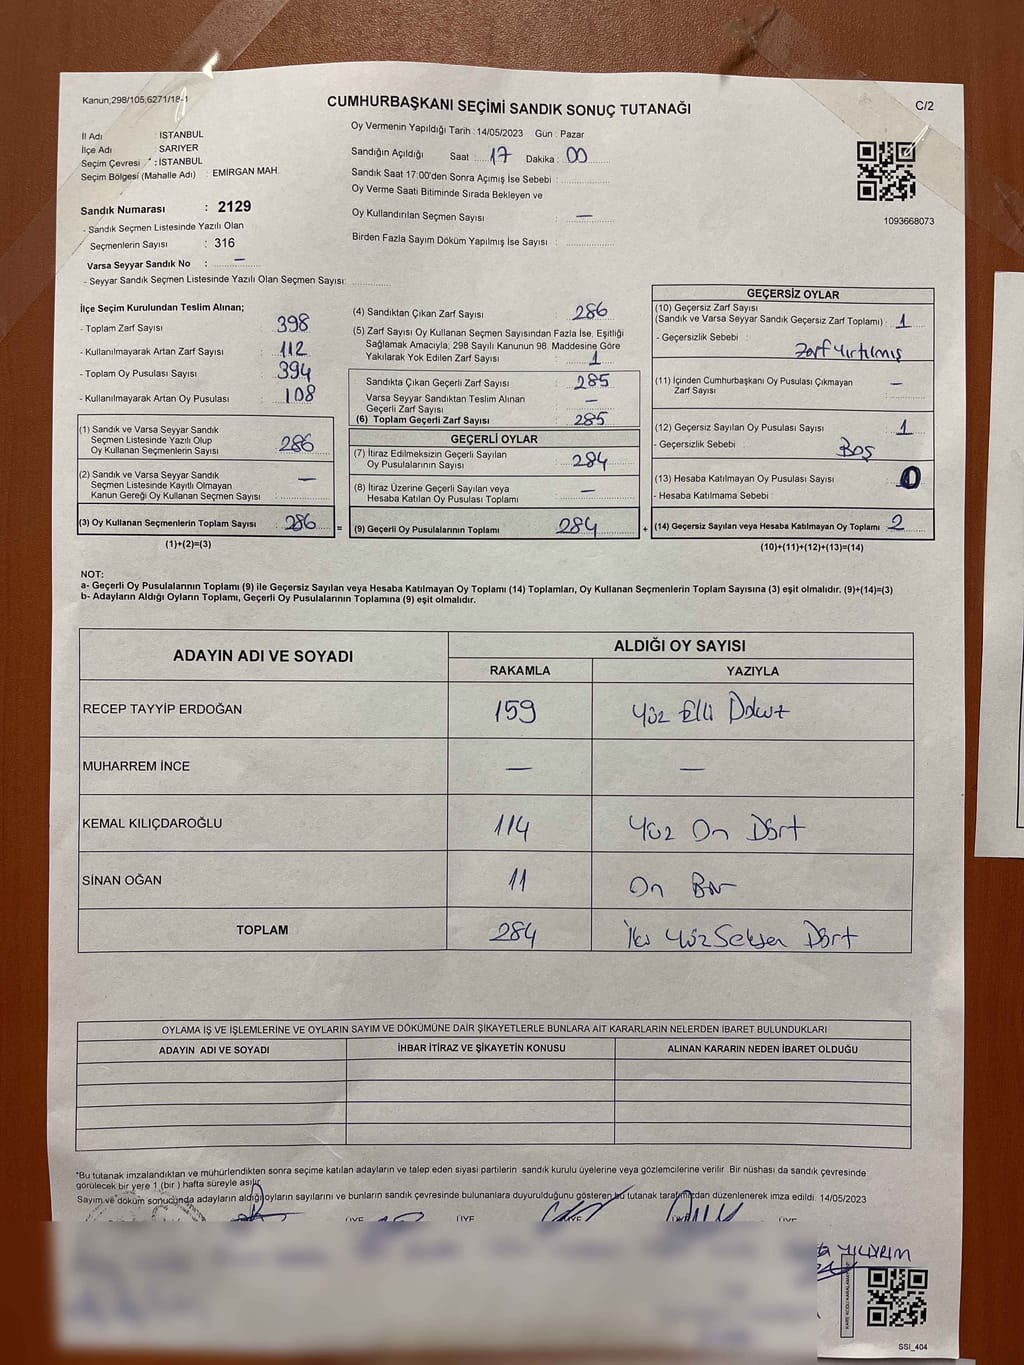 Kanun;298/105,6271/18-1
CUMHURBAŞKANI SEÇİMİ SANDIK SONUÇ TUTANAĞI
C/2
İl Adı : İSTANBUL
İlçe Adı : SARIYER
Seçim Çevresi : İSTANBUL
Seçim Bölgesi (Mahalle Adı) : EMİRGAN MAH.
Sandık Numarası : 2129
- Sandık Seçmen Listesinde Yazılı Olan
Seçmenlerin Sayısı : 316
Varsa Seyyar Sandık No : —
- Seyyar Sandık Seçmen Listesinde Yazılı Olan Seçmen Sayısı:
Oy Vermenin Yapıldığı Tarih : 14/05/2023 Gün : Pazar
Sandığın Açıldığı Saat : 17 Dakika : 00
Sandık Saat 17:00'den Sonra Açımış İse Sebebi :
Oy Verme Saati Bitiminde Sırada Bekleyen ve
Oy Kullandırılan Seçmen Sayısı : —
Birden Fazla Sayım Döküm Yapılmış İse Sayısı :
1093668073
İlçe Seçim Kurulundan Teslim Alınan;
- Toplam Zarf Sayısı : 398
- Kullanılmayarak Artan Zarf Sayısı : 112
- Toplam Oy Pusulası Sayısı : 394
- Kullanılmayarak Artan Oy Pusulası : 108
(1) Sandık ve Varsa Seyyar Sandık
Seçmen Listesinde Yazılı Olup
Oy Kullanan Seçmenlerin Sayısı : 286
(2) Sandık ve Varsa Seyyar Sandık
Seçmen Listesinde Kayıtlı Olmayan
Kanun Gereği Oy Kullanan Seçmen Sayısı : —
(3) Oy Kullanan Seçmenlerin Toplam Sayısı : 286 =
(1)+(2)=(3)
(4) Sandıktan Çıkan Zarf Sayısı : 286
(5) Zarf Sayısı Oy Kullanan Seçmen Sayısından Fazla İse, Eşitliği
Sağlamak Amacıyla; 298 Sayılı Kanunun 98. Maddesine Göre
Yakılarak Yok Edilen Zarf Sayısı : 1
Sandıkta Çıkan Geçerli Zarf Sayısı : 285
Varsa Seyyar Sandıktan Teslim Alınan
Geçerli Zarf Sayısı : —
(6) Toplam Geçerli Zarf Sayısı : 285
GEÇERLİ OYLAR
(7) İtiraz Edilmeksizin Geçerli Sayılan
Oy Pusulalarının Sayısı : 284
(8) İtiraz Üzerine Geçerli Sayılan veya
Hesaba Katılan Oy Pusulası Toplamı : —
(9) Geçerli Oy Pusulalarının Toplamı 284 +
GEÇERSİZ OYLAR
(10) Geçersiz Zarf Sayısı
(Sandık ve Varsa Seyyar Sandık Geçersiz Zarf Toplamı) : 1
- Geçersizlik Sebebi : Zarf Yırtılmış
(11) İçinden Cumhurbaşkanı Oy Pusulası Çıkmayan
Zarf Sayısı : —
(12) Geçersiz Sayılan Oy Pusulası Sayısı : 1
- Geçersizlik Sebebi : Boş
(13) Hesaba Katılmayan Oy Pusulası Sayısı : 0
- Hesaba Katılmama Sebebi :
(14) Geçersiz Sayılan veya Hesaba Katılmayan Oy Toplamı 2
(10)+(11)+(12)+(13)=(14)
NOT:
a- Geçerli Oy Pusulalarının Toplamı (9) ile Geçersiz Sayılan veya Hesaba Katılmayan Oy Toplamı (14) Toplamları, Oy Kullanan Seçmenlerin Toplam Sayısına (3) eşit olmalıdır. (9)+(14)=(3)
b- Adayların Aldığı Oyların Toplamı, Geçerli Oy Pusulalarının Toplamına (9) eşit olmalıdır.
ADAYIN ADI VE SOYADI
ALDIĞI OY SAYISI
RAKAMLA YAZIYLA
RECEP TAYYİP ERDOĞAN 159 Yüz Elli Dokuz
MUHARREM İNCE — —
KEMAL KILIÇDAROĞLU 114 Yüz On Dört
SİNAN OĞAN 11 On Bir
TOPLAM 284 İki Yüz Seksen Dört
OYLAMA İŞ VE İŞLEMLERİNE VE OYLARIN SAYIM VE DÖKÜMÜNE DAİR ŞİKAYETLERLE BUNLARA AİT KARARLARIN NELERDEN İBARET BULUNDUKLARI
ADAYIN ADI VE SOYADI İHBAR İTİRAZ VE ŞİKAYETİN KONUSU ALINAN KARARIN NEDEN İBARET OLDUĞU
*Bu tutanak imzalandıktan ve mühürlendikten sonra seçime katılan adayların ve talep eden siyasi partilerin sandık kurulu üyelerine veya gözlemcilerine verilir Bir nüshası da sandık çevresinde
görülecek bir yere 1 (bir) hafta süreyle asılır.
Sayım ve döküm sonucunda adayların aldığı oyların sayılarını ve bunların sandık çevresinde bulunanlara duyurulduğunu gösteren bu tutanak tarafımızdan düzenlenerek imza edildi. 14/05/2023
ÜYE ÜYE ÜYE ÜYE ÜYE
YILDIRIM
SSI_404